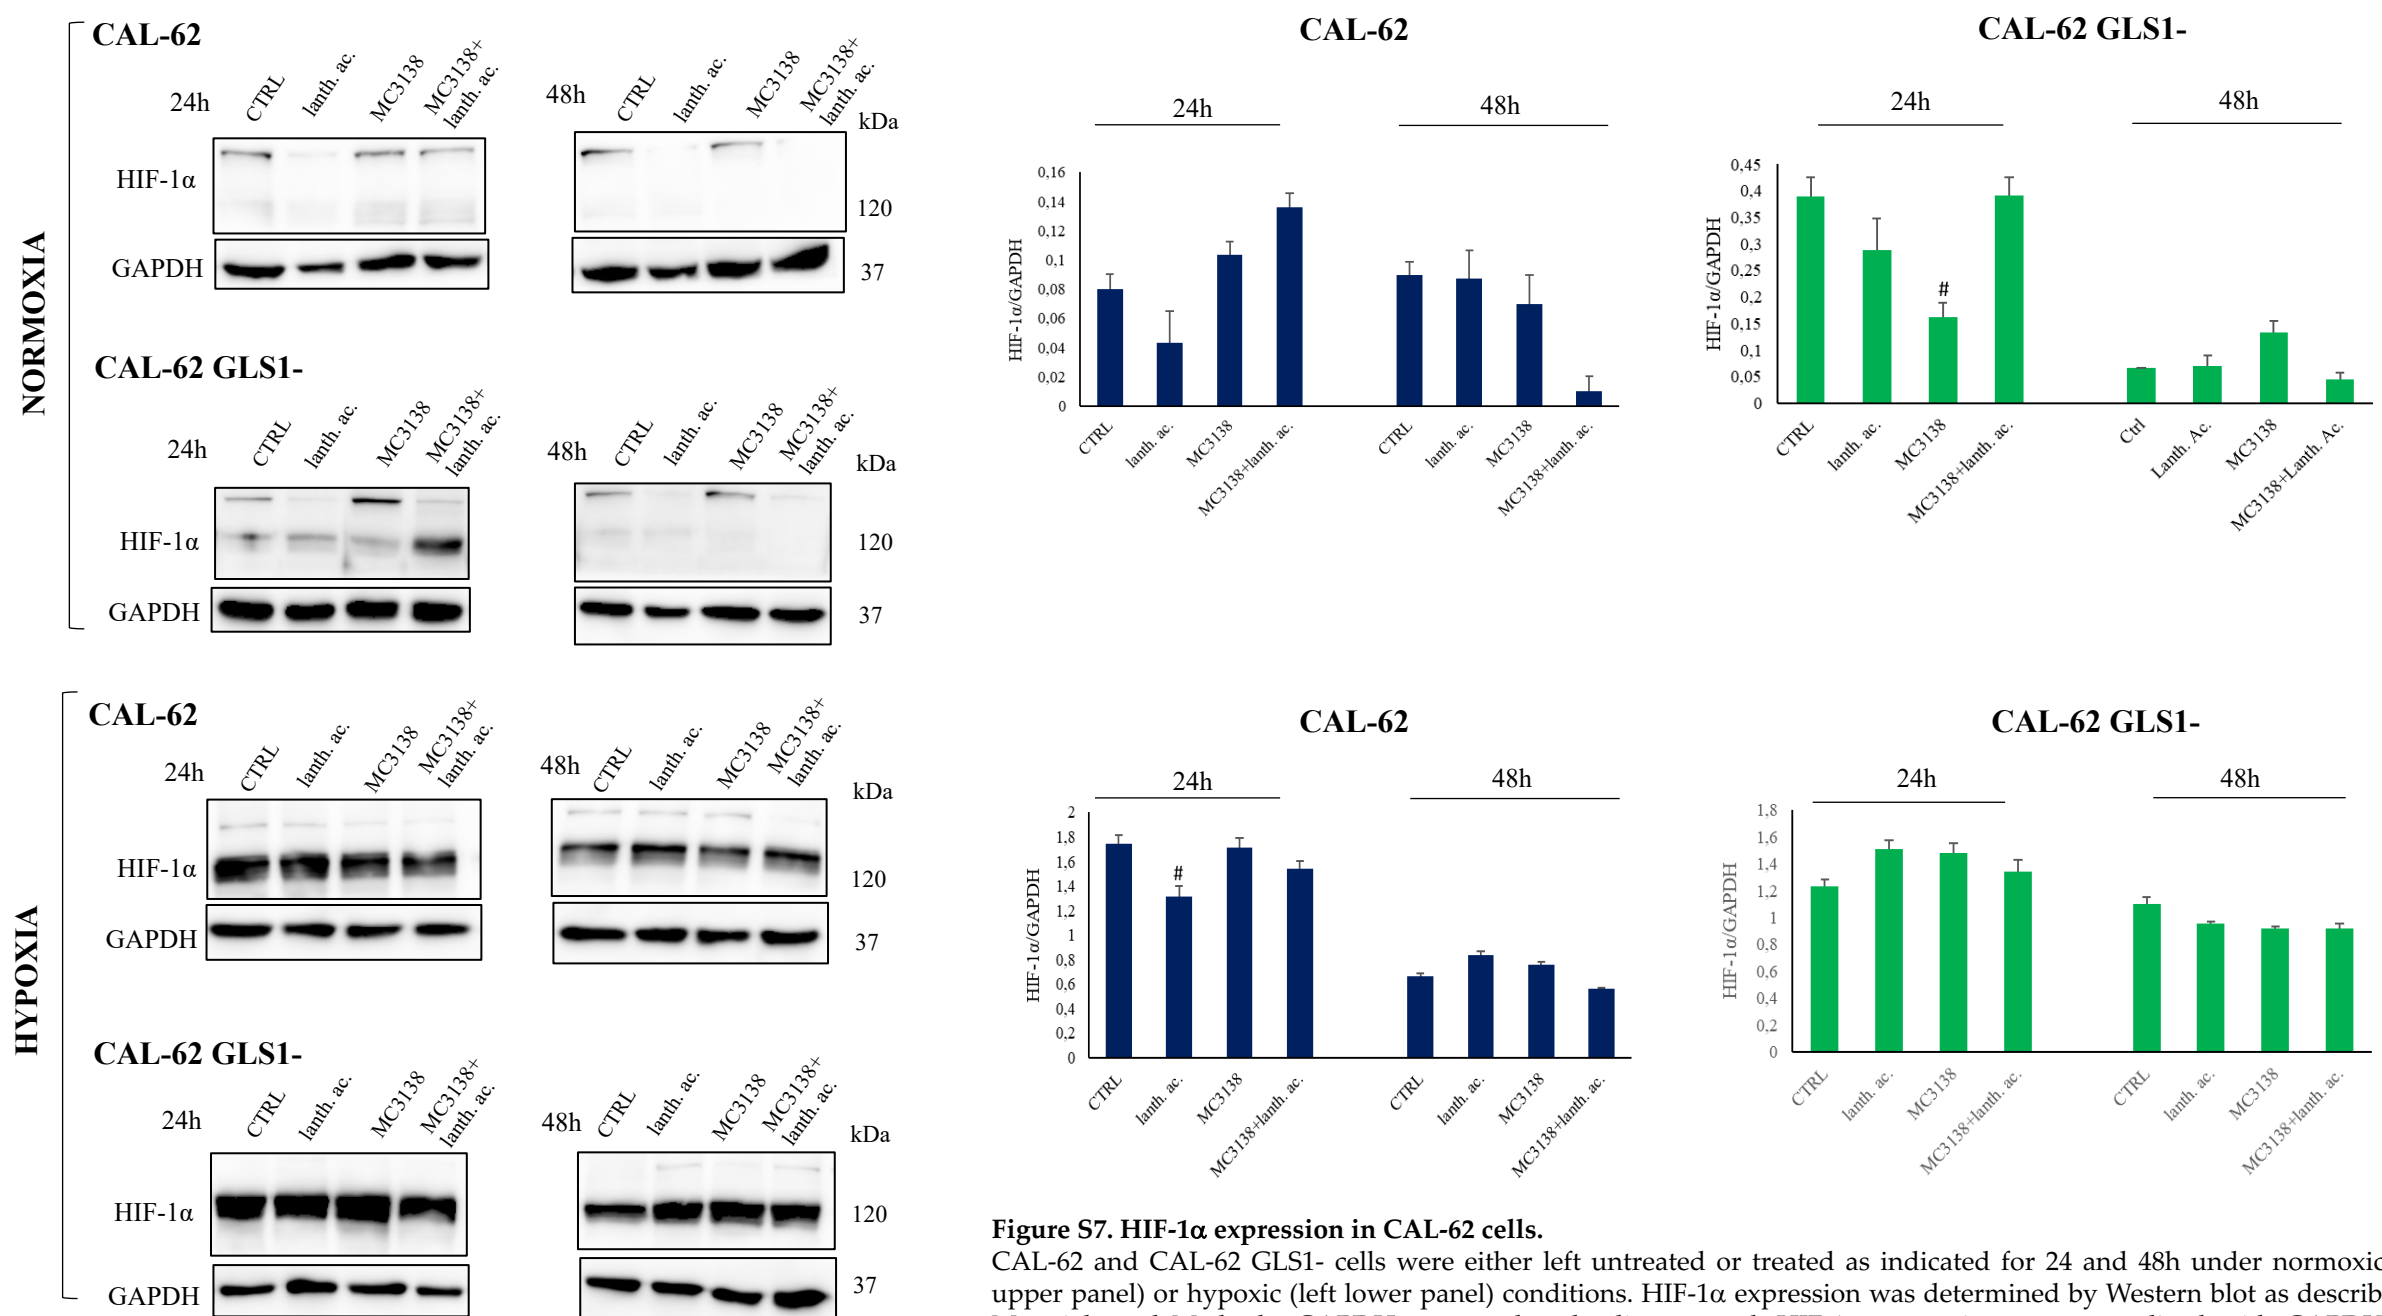 NORMOXIA
CAL-62
24h
CTRL
lanth. ac.
MC3138
MC3138+
lanth. ac.
48h
CTRL
lanth. ac.
MC3138
MC3138+
lanth. ac.
kDa
HIF-1α
120
GAPDH
37
CAL-62 GLS1-
24h
CTRL
lanth. ac.
MC3138
MC3138+
lanth. ac.
48h
CTRL
lanth. ac.
MC3138
MC3138+
lanth. ac.
kDa
HIF-1α
120
GAPDH
37
HYPOXIA
CAL-62
24h
CTRL
lanth. ac.
MC3138
MC3138+
lanth. ac.
48h
CTRL
lanth. ac.
MC3138
MC3138+
lanth. ac.
kDa
HIF-1α
120
GAPDH
37
CAL-62 GLS1-
24h
CTRL
lanth. ac.
MC3138
MC3138+
lanth. ac.
48h
CTRL
lanth. ac.
MC3138
MC3138+
lanth. ac.
kDa
HIF-1α
120
GAPDH
37
CAL-62
24h
48h
HIF-1α/GAPDH
0,16
0,14
0,12
0,1
0,08
0,06
0,04
0,02
0
CTRL
lanth. ac.
MC3138
MC3138+lanth. ac.
CTRL
lanth. ac.
MC3138
MC3138+lanth. ac.
CAL-62 GLS1-
24h
48h
HIF-1α/GAPDH
0,45
0,4
0,35
0,3
0,25
0,2
0,15
0,1
0,05
0
#
CTRL
lanth. ac.
MC3138
MC3138+lanth. ac.
Ctrl
Lanth. Ac.
MC3138
MC3138+Lanth. Ac.
CAL-62
24h
48h
HIF-1α/GAPDH
2
1,8
1,6
1,4
1,2
1
0,8
0,6
0,4
0,2
0
#
CTRL
lanth. ac.
MC3138
MC3138+lanth. ac.
CTRL
lanth. ac.
MC3138
MC3138+lanth. ac.
CAL-62 GLS1-
24h
48h
HIF-1α/GAPDH
1,8
1,6
1,4
1,2
1
0,8
0,6
0,4
0,2
0
CTRL
lanth. ac.
MC3138
MC3138+lanth. ac.
CTRL
lanth. ac.
MC3138
MC3138+lanth. ac.
Figure S7. HIF-1α expression in CAL-62 cells.
CAL-62 and CAL-62 GLS1- cells were either left untreated or treated as indicated for 24 and 48h under normoxic
upper panel) or hypoxic (left lower panel) conditions. HIF-1α expression was determined by Western blot as describ